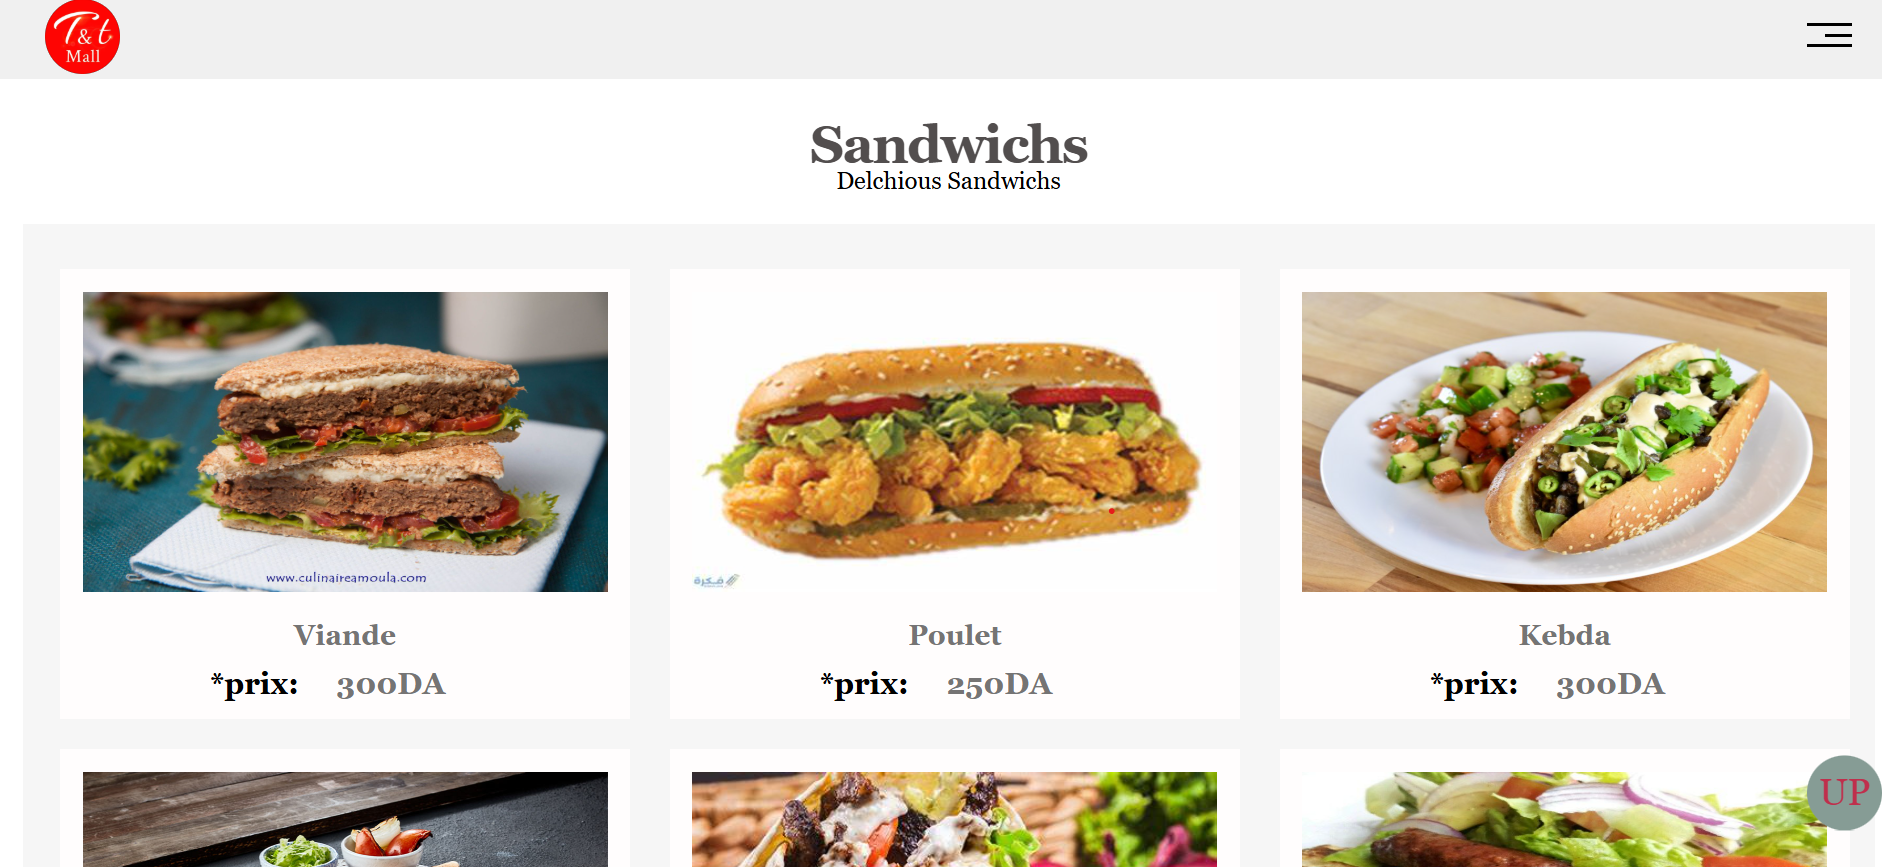 T&t
Mall
Sandwichs
Delchious Sandwichs
www.culinaireamoula.com
فكرة
Viande
Poulet
Kebda
*prix: 300DA
*prix: 250DA
*prix: 300DA
UP